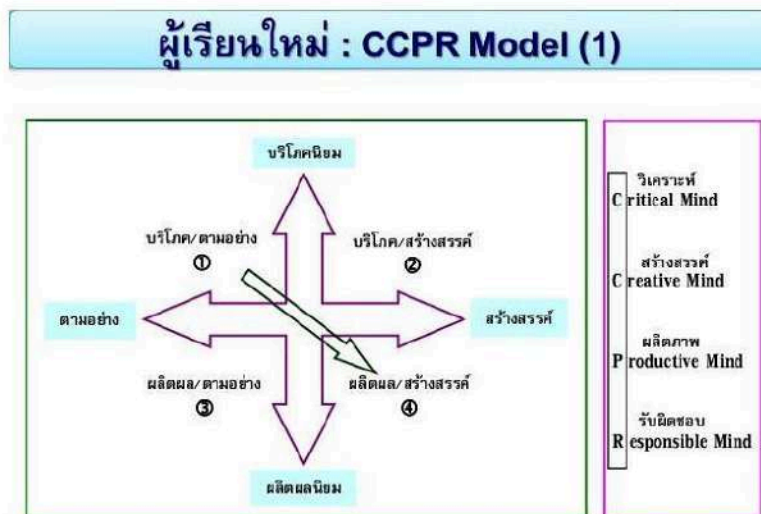 ผู้เรียนใหม่ : CCPR Model (1)
บริโภคนิยม
บริโภค/ตามอย่าง
①
บริโภค/สร้างสรรค์
②
ตามอย่าง
สร้างสรรค์
ผลิตผล/ตามอย่าง
③
ผลิตผล/สร้างสรรค์
④
ผลิตผลนิยม
วิเคราะห์
Critical Mind
สร้างสรรค์
Creative Mind
ผลิตภาพ
Productive Mind
รับผิดชอบ
Responsible Mind